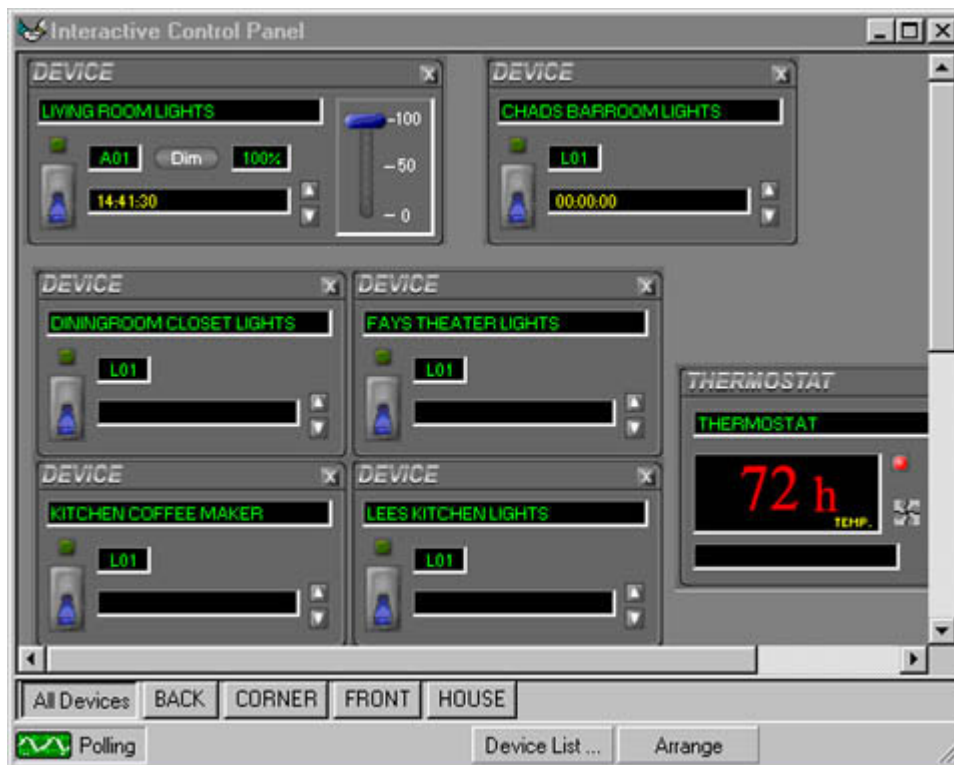 Interactive Control Panel
DEVICE
LIVING ROOM LIGHTS
A01 Dim 100%
14:41:30
-100
-50
-0
DEVICE
CHADS BARROOM LIGHTS
L01
00:00:00
DEVICE
DININGROOM CLOSET LIGHTS
L01
DEVICE
FAYS THEATER LIGHTS
L01
THERMOSTAT
THERMOSTAT
72 h
TEMP.
DEVICE
KITCHEN COFFEE MAKER
L01
DEVICE
LEES KITCHEN LIGHTS
L01
All Devices BACK CORNER FRONT HOUSE
Polling Device List ... Arrange